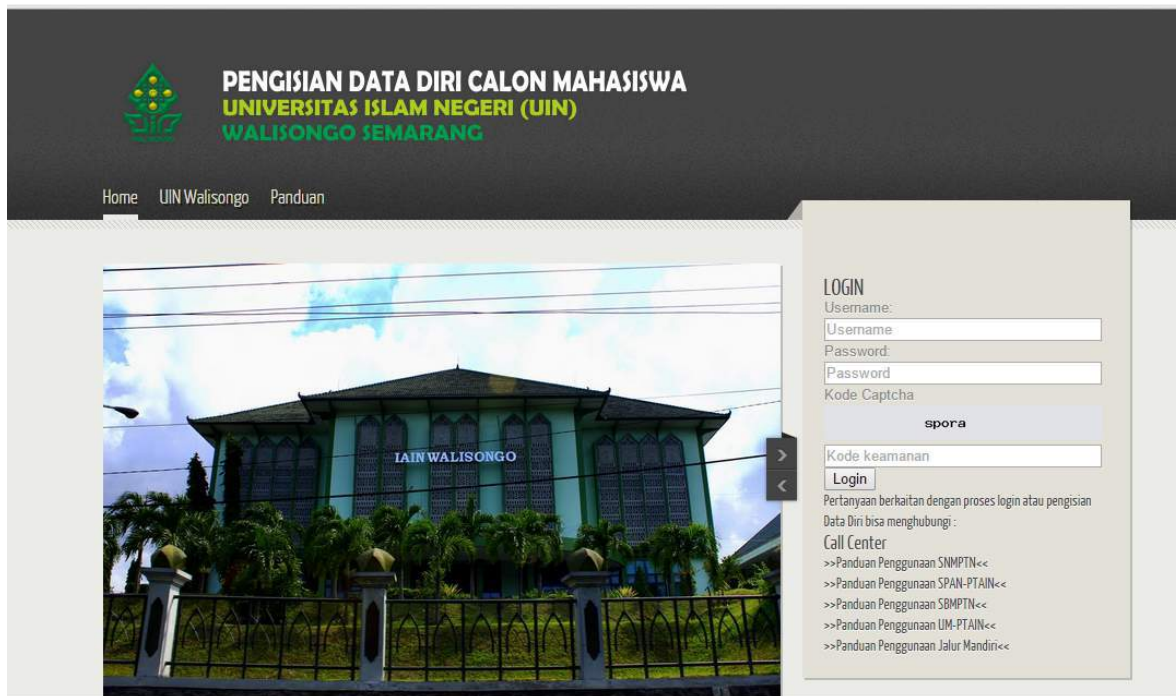 PENGISIAN DATA DIRI CALON MAHASISWA
UNIVERSITAS ISLAM NEGERI (UIN)
WALISONGO SEMARANG
Home UIN Walisongo Panduan
IAIN WALISONGO
LOGIN
Username:
Username
Password:
Password
Kode Captcha
spora
Kode keamanan
Login
Pertanyaan berkaitan dengan proses login atau pengisian
Data Diri bisa menghubungi :
Call Center
>>Panduan Penggunaan SNMPTN<<
>>Panduan Penggunaan SPAN-PTAIN<<
>>Panduan Penggunaan SBMPTN<<
>>Panduan Penggunaan UM-PTAIN<<
>>Panduan Penggunaan Jalur Mandiri<<